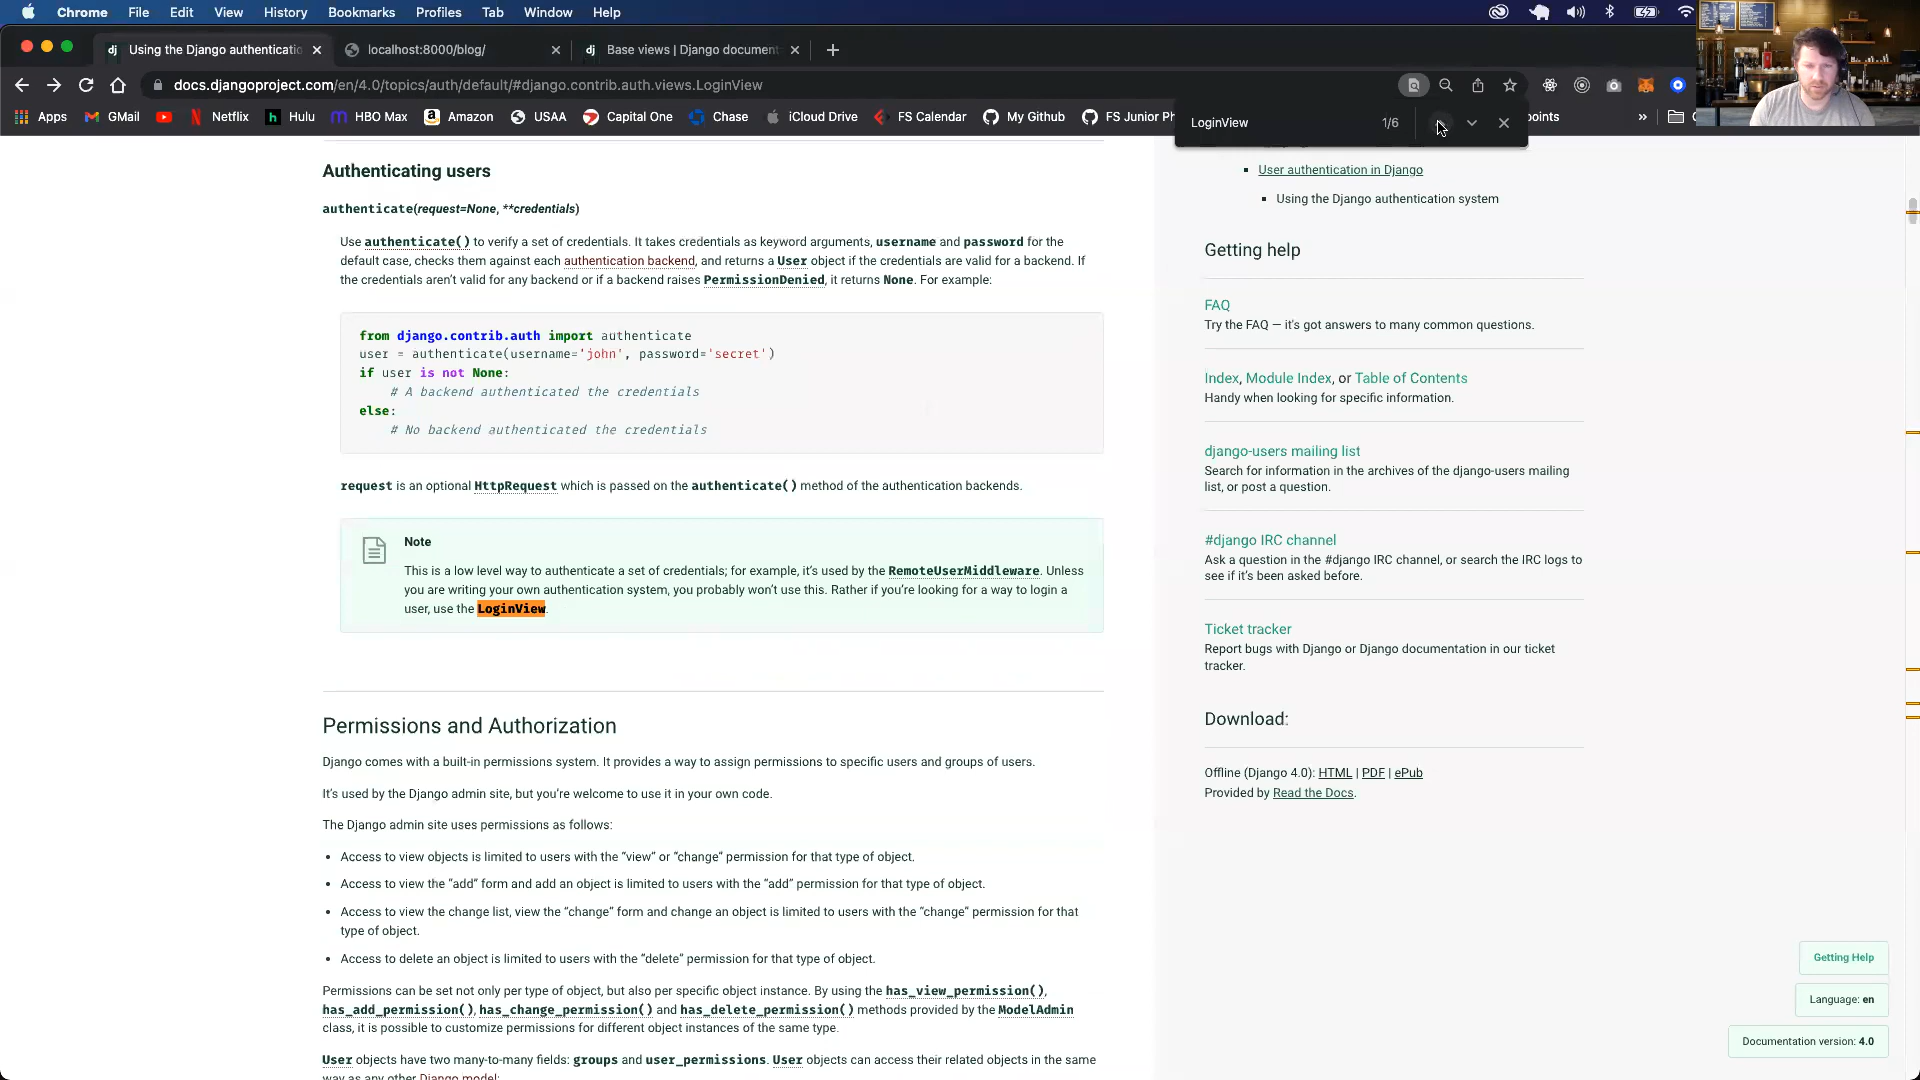 Chrome File Edit View History Bookmarks Profiles Tab Window Help
Using the Django authenticatio
localhost:8000/blog/
Base views | Django document
docs.djangoproject.com/en/4.0/topics/auth/default/#django.contrib.auth.views.LoginView
Apps GMail Netflix Hulu HBO Max Amazon USAA Capital One Chase iCloud Drive FS Calendar My Github FS Junior Ph points »
LoginView 1/6
Authenticating users
authenticate(request=None, **credentials)
Use authenticate() to verify a set of credentials. It takes credentials as keyword arguments, username and password for the
default case, checks them against each authentication backend, and returns a User object if the credentials are valid for a backend. If
the credentials aren't valid for any backend or if a backend raises PermissionDenied, it returns None. For example:
from django.contrib.auth import authenticate
user = authenticate(username='john', password='secret')
if user is not None:
# A backend authenticated the credentials
else:
# No backend authenticated the credentials
request is an optional HttpRequest which is passed on the authenticate() method of the authentication backends.
Note
This is a low level way to authenticate a set of credentials; for example, it's used by the RemoteUserMiddleware. Unless
you are writing your own authentication system, you probably won't use this. Rather if you're looking for a way to login a
user, use the LoginView.
Permissions and Authorization
Django comes with a built-in permissions system. It provides a way to assign permissions to specific users and groups of users.
It's used by the Django admin site, but you're welcome to use it in your own code.
The Django admin site uses permissions as follows:
• Access to view objects is limited to users with the “view” or “change” permission for that type of object.
• Access to view the “add” form and add an object is limited to users with the “add” permission for that type of object.
• Access to view the change list, view the “change” form and change an object is limited to users with the “change” permission for that
type of object.
• Access to delete an object is limited to users with the “delete” permission for that type of object.
Permissions can be set not only per type of object, but also per specific object instance. By using the has_view_permission(),
has_add_permission(), has_change_permission() and has_delete_permission() methods provided by the ModelAdmin
class, it is possible to customize permissions for different object instances of the same type.
User objects have two many-to-many fields: groups and user_permissions. User objects can access their related objects in the same
way as any other Django model:
User authentication in Django
Using the Django authentication system
Getting help
FAQ
Try the FAQ — it's got answers to many common questions.
Index, Module Index, or Table of Contents
Handy when looking for specific information.
django-users mailing list
Search for information in the archives of the django-users mailing
list, or post a question.
#django IRC channel
Ask a question in the #django IRC channel, or search the IRC logs to
see if it's been asked before.
Ticket tracker
Report bugs with Django or Django documentation in our ticket
tracker.
Download:
Offline (Django 4.0): HTML | PDF | ePub
Provided by Read the Docs.
Getting Help
Language: en
Documentation version: 4.0